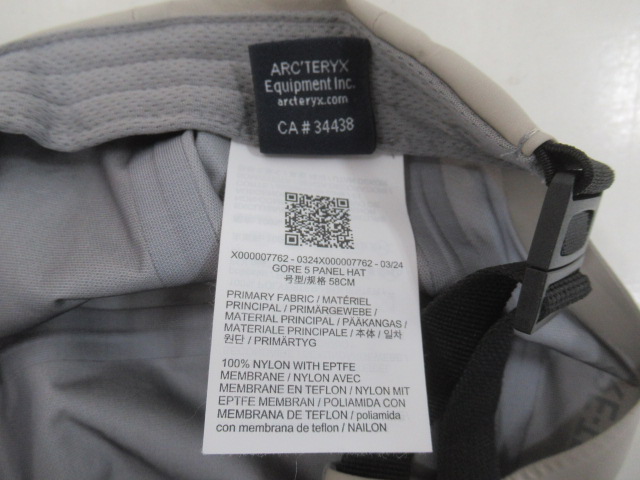 ARC'TERYX
Equipment Inc.
arcteryx.com
CA # 34438
X000007762 - 0324X000007762 - 03/24
GORE 5 PANEL HAT
号型/规格 58CM
PRIMARY FABRIC / MATÉRIEL
PRINCIPAL / PRIMÄRGEWEBE /
MATERIAL PRINCIPAL / PÄÄKANGAS /
MATERIALE PRINCIPALE / 本体 / 일차
원단 / PRIMÄRTYG
100% NYLON WITH EPTFE
MEMBRANE / NYLON AVEC
MEMBRANE EN TEFLON / NYLON MIT
EPTFE MEMBRAN / POLIAMIDA CON
MEMBRANA DE TEFLON / poliamida
con membrana de teflon / NAILON